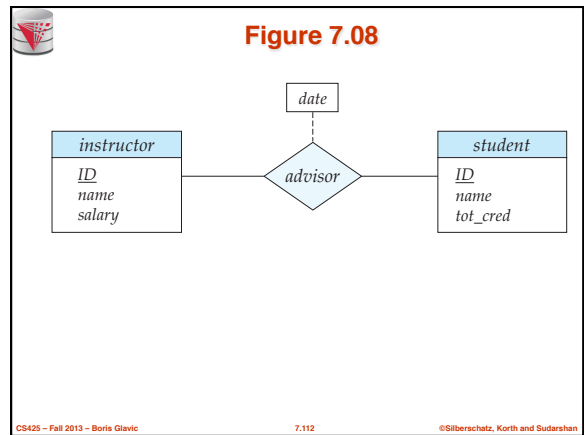 Figure 7.08
date
instructor
ID
name
salary
advisor
student
ID
name
tot_cred
CS425 – Fall 2013 – Boris Glavic
7.112
©Silberschatz, Korth and Sudarshan